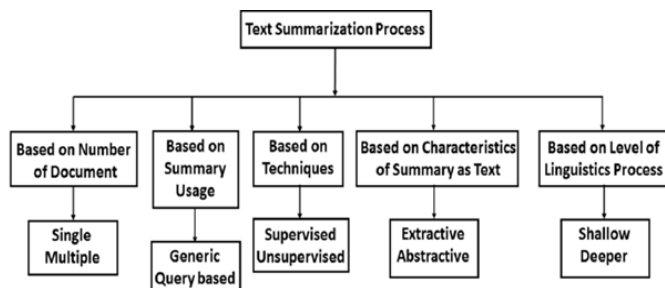 Text Summarization Process
Based on Number
of Document
Based on
Summary
Usage
Based on
Techniques
Based on Characteristics
of Summary as Text
Based on Level of
Linguistics Process
Single
Multiple
Generic
Query based
Supervised
Unsupervised
Extractive
Abstractive
Shallow
Deeper